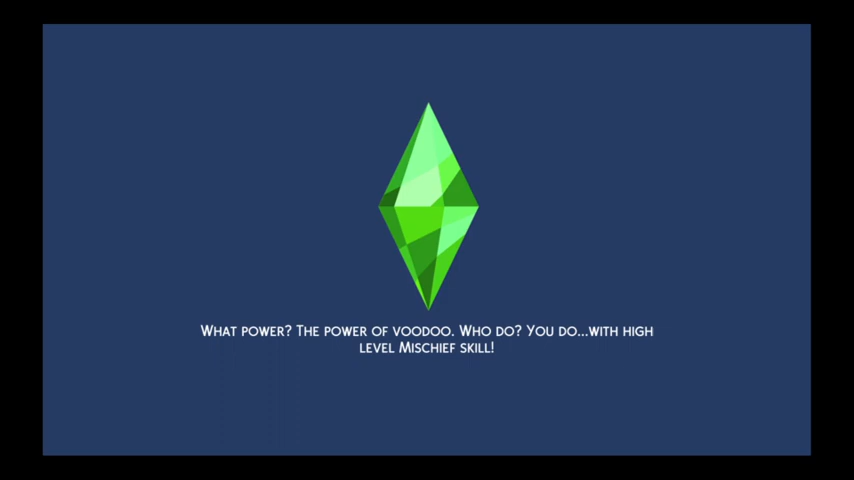 What power? The power of voodoo. Who do? You do...with high
level Mischief skill!